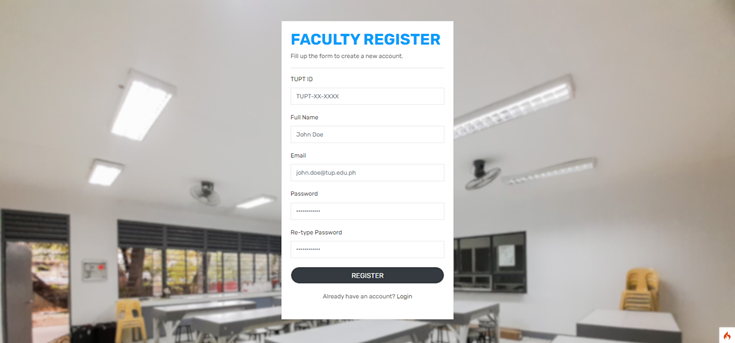 FACULTY REGISTER
Fill up the form to create a new account.
TUPT ID
TUPT-XX-XXXX
Full Name
John Doe
Email
john.doe@tup.edu.ph
Password
••••••••••••
Re-type Password
••••••••••••
REGISTER
Already have an account? Login